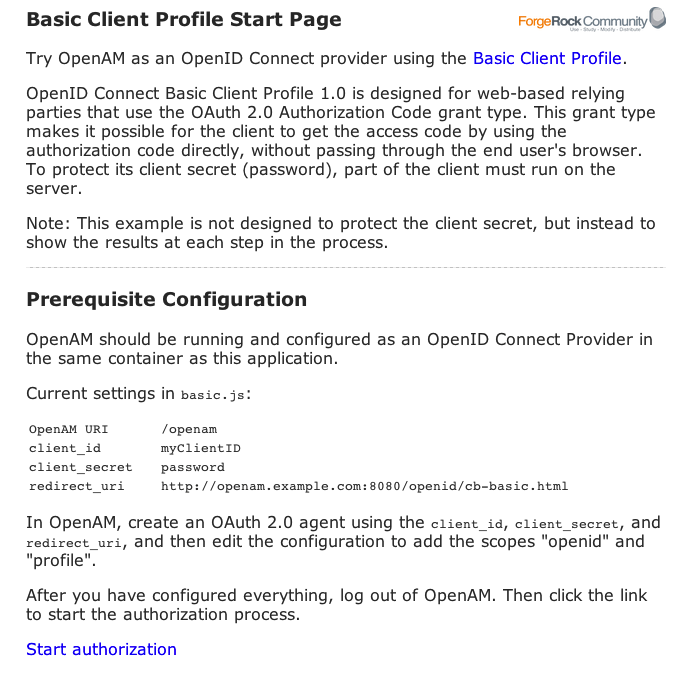 Basic Client Profile Start Page
ForgeRock Community
Use - Study - Modify - Distribute
Try OpenAM as an OpenID Connect provider using the Basic Client Profile.
OpenID Connect Basic Client Profile 1.0 is designed for web-based relying
parties that use the OAuth 2.0 Authorization Code grant type. This grant type
makes it possible for the client to get the access code by using the
authorization code directly, without passing through the end user's browser.
To protect its client secret (password), part of the client must run on the
server.
Note: This example is not designed to protect the client secret, but instead to
show the results at each step in the process.
Prerequisite Configuration
OpenAM should be running and configured as an OpenID Connect Provider in
the same container as this application.
Current settings in basic.js:
OpenAM URI /openam
client_id myClientID
client_secret password
redirect_uri http://openam.example.com:8080/openid/cb-basic.html
In OpenAM, create an OAuth 2.0 agent using the client_id, client_secret, and
redirect_uri, and then edit the configuration to add the scopes "openid" and
"profile".
After you have configured everything, log out of OpenAM. Then click the link
to start the authorization process.
Start authorization